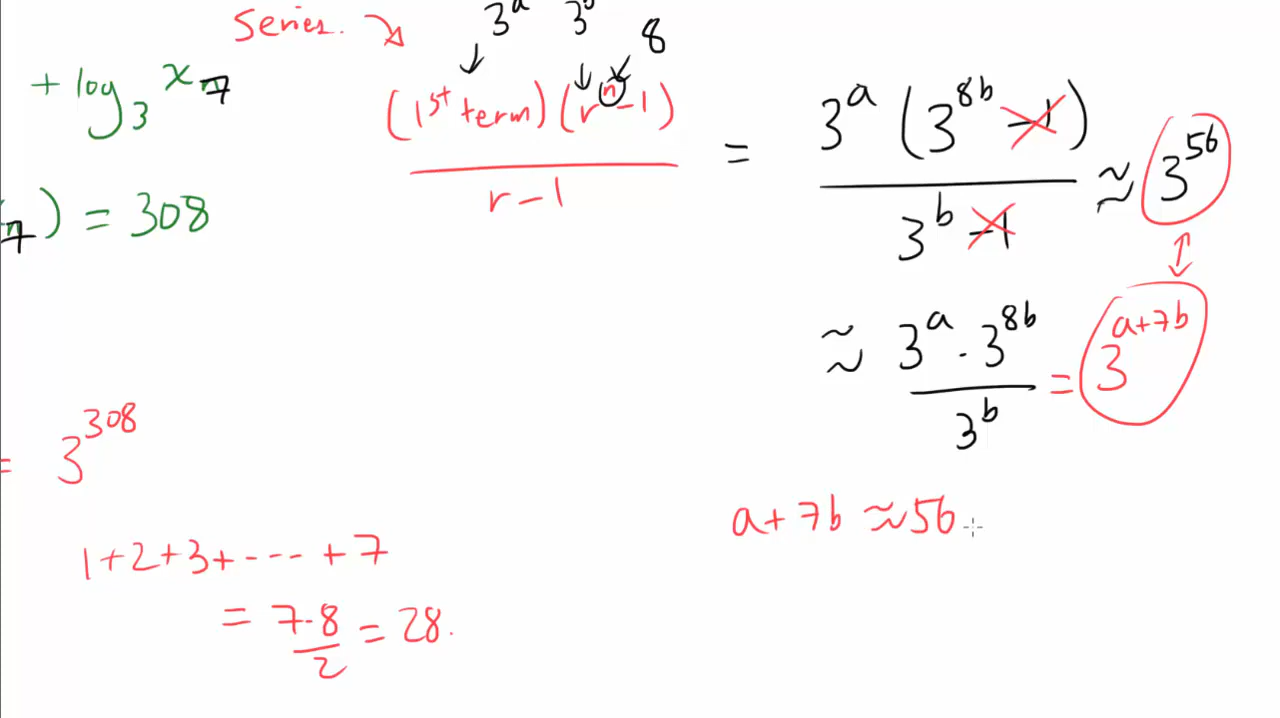 series. ↘ 3^a 3^b 8
+ log_3 x_7
(1st term)(r^n - 1) / (r - 1) = 3^a (3^{8b} - 1) / (3^b - 1) ≈ 3^{56}
7) = 308
≈ 3^a · 3^{8b} / 3^b = 3^{a+7b}
= 3^{308}
a+7b ≈ 56
1+2+3+---- +7
= 7·8 / 2 = 28.